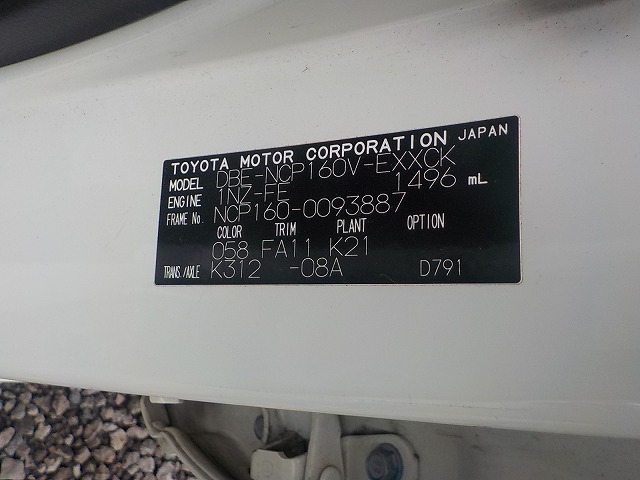 TOYOTA MOTOR CORPORATION JAPAN
MODEL DBE-NCP160V-EXXCK
ENGINE 1NZ-FE 1496 mL
FRAME No. NCP160-0093887
COLOR TRIM PLANT OPTION
058 FA11 K21
TRANS/AXLE K312 -08A D791